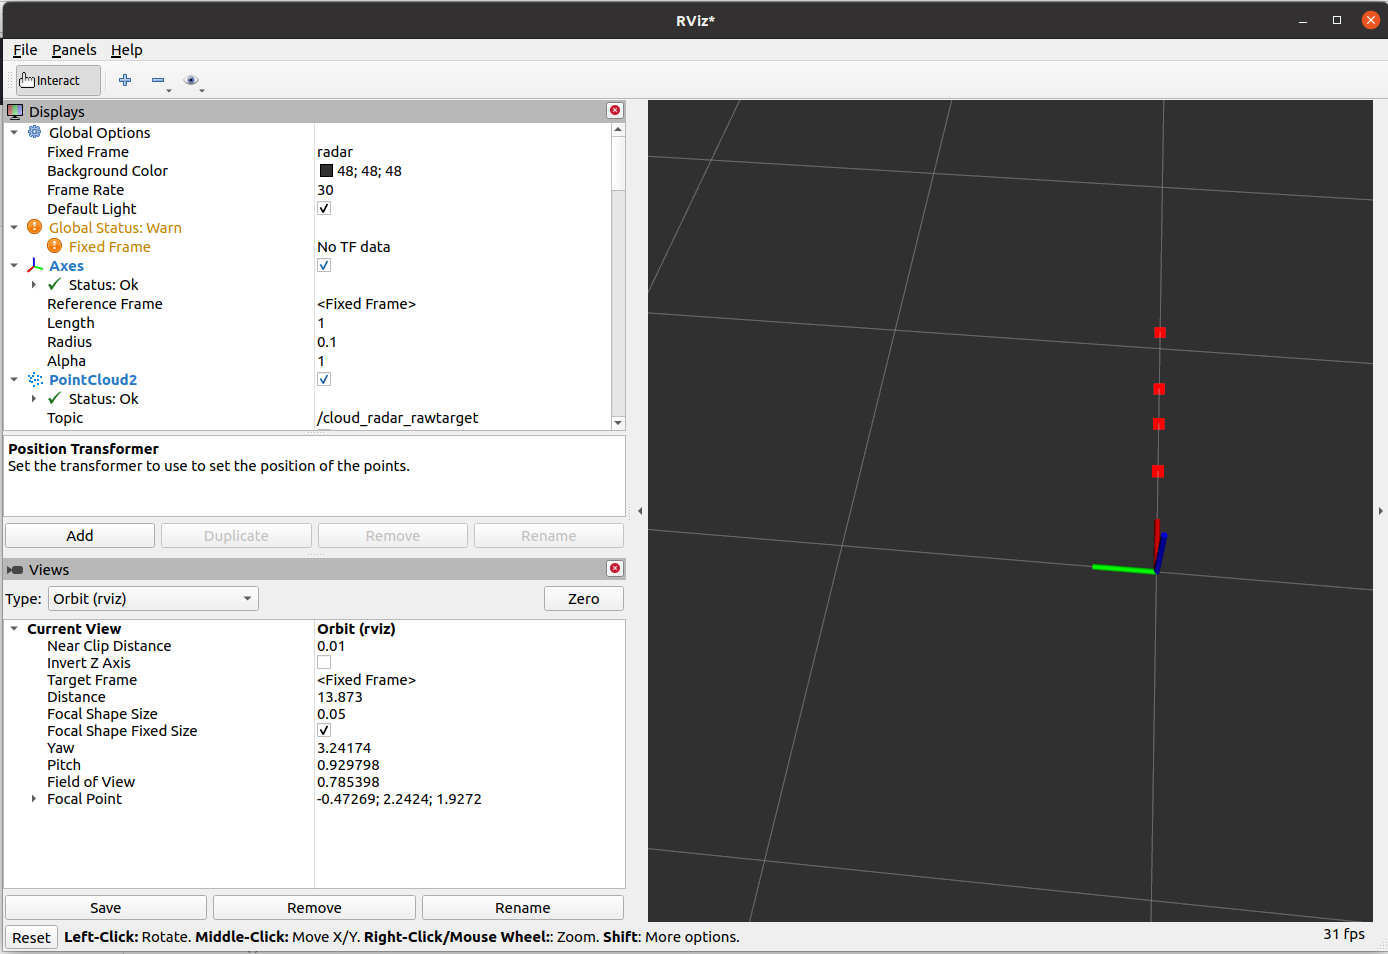 RViz*
File Panels Help
Interact
Displays
Global Options
Fixed Frame radar
Background Color 48; 48; 48
Frame Rate 30
Default Light
Global Status: Warn
Fixed Frame No TF data
Axes
Status: Ok
Reference Frame <Fixed Frame>
Length 1
Radius 0.1
Alpha 1
PointCloud2
Status: Ok
Topic /cloud_radar_rawtarget
Position Transformer
Set the transformer to use to set the position of the points.
Add Duplicate Remove Rename
Views
Type: Orbit (rviz) Zero
Current View Orbit (rviz)
Near Clip Distance 0.01
Invert Z Axis
Target Frame <Fixed Frame>
Distance 13.873
Focal Shape Size 0.05
Focal Shape Fixed Size
Yaw 3.24174
Pitch 0.929798
Field of View 0.785398
Focal Point -0.47269; 2.2424; 1.9272
Save Remove Rename
Reset Left-Click: Rotate. Middle-Click: Move X/Y. Right-Click/Mouse Wheel:: Zoom. Shift: More options. 31 fps